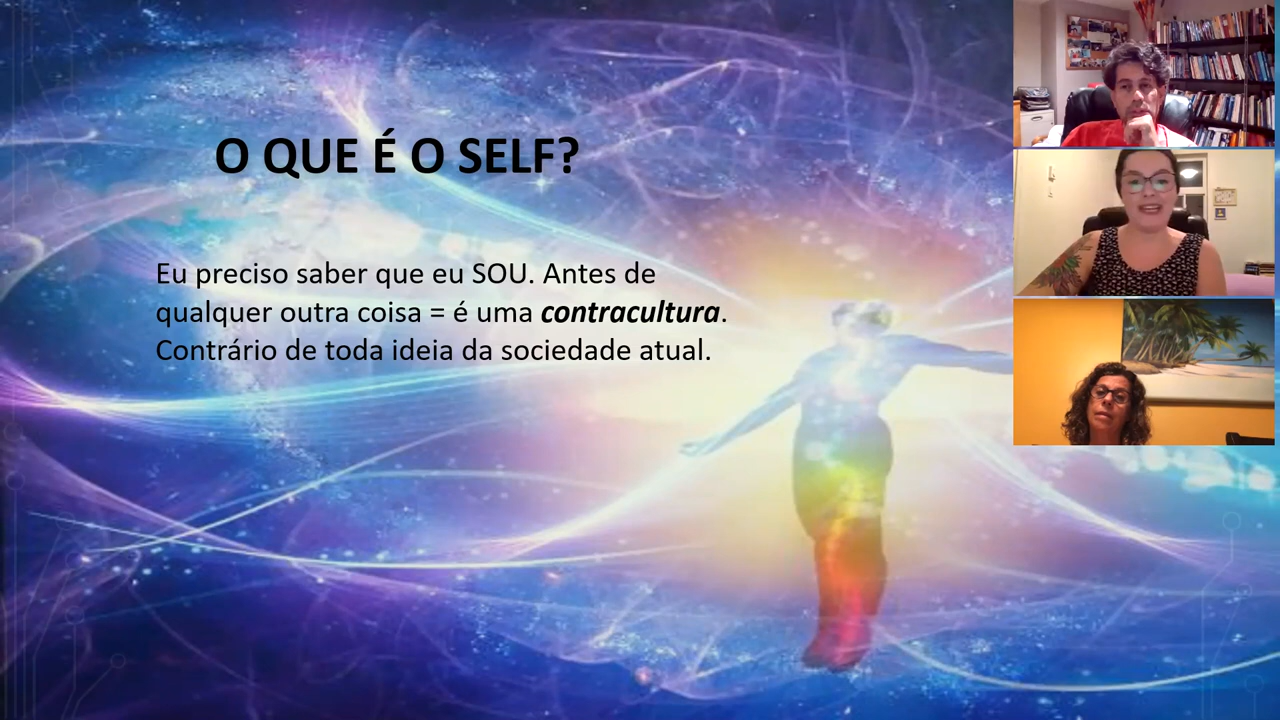 O QUE É O SELF?
Eu preciso saber que eu SOU. Antes de
qualquer outra coisa = é uma contracultura.
Contrário de toda ideia da sociedade atual.